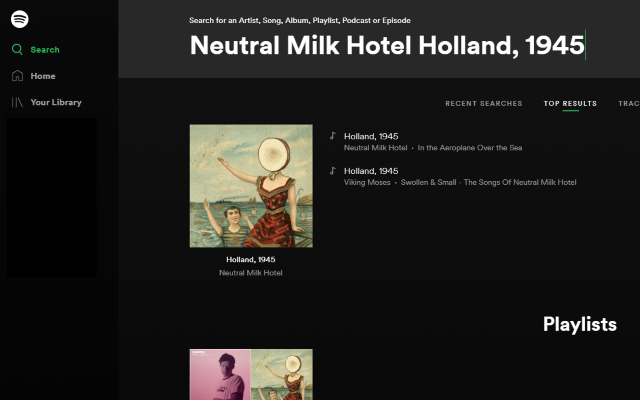 Search for an Artist, Song, Album, Playlist, Podcast or Episode
Neutral Milk Hotel Holland, 1945
Search
Home
Your Library
RECENT SEARCHES
TOP RESULTS
TRAC
Holland, 1945
Neutral Milk Hotel • In the Aeroplane Over the Sea
Holland, 1945
Viking Moses • Swollen & Small - The Songs Of Neutral Milk Hotel
Holland, 1945
Neutral Milk Hotel
Playlists